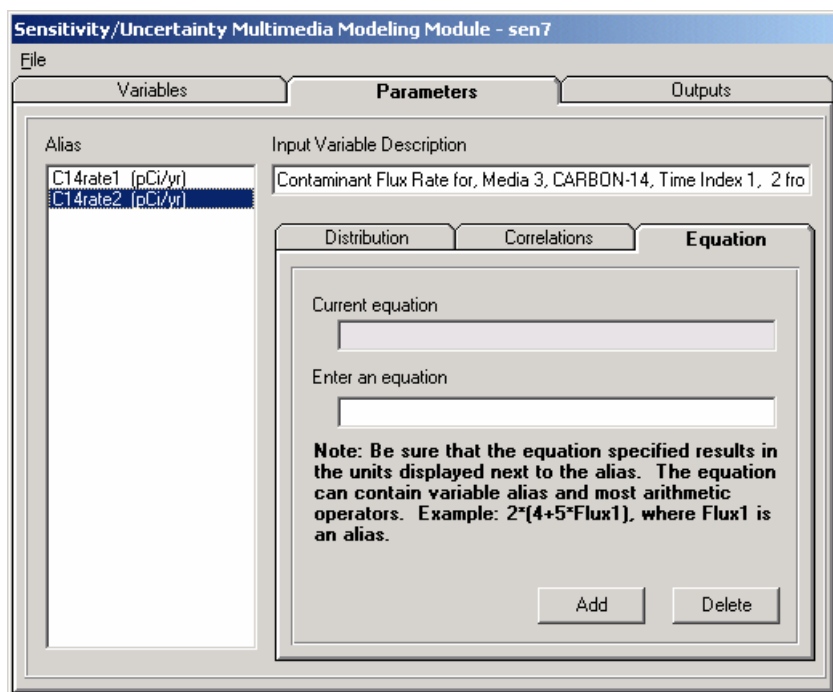 Sensitivity/Uncertainty Multimedia Modeling Module - sen7
File
Variables
Parameters
Outputs
Alias
Input Variable Description
C14rate1 (pCi/yr)
C14rate2 (pCi/yr)
Contaminant Flux Rate for, Media 3, CARBON-14, Time Index 1, 2 fro
Distribution
Correlations
Equation
Current equation
Enter an equation
Note: Be sure that the equation specified results in
the units displayed next to the alias. The equation
can contain variable alias and most arithmetic
operators. Example: 2*(4+5*Flux1), where Flux1 is
an alias.
Add
Delete